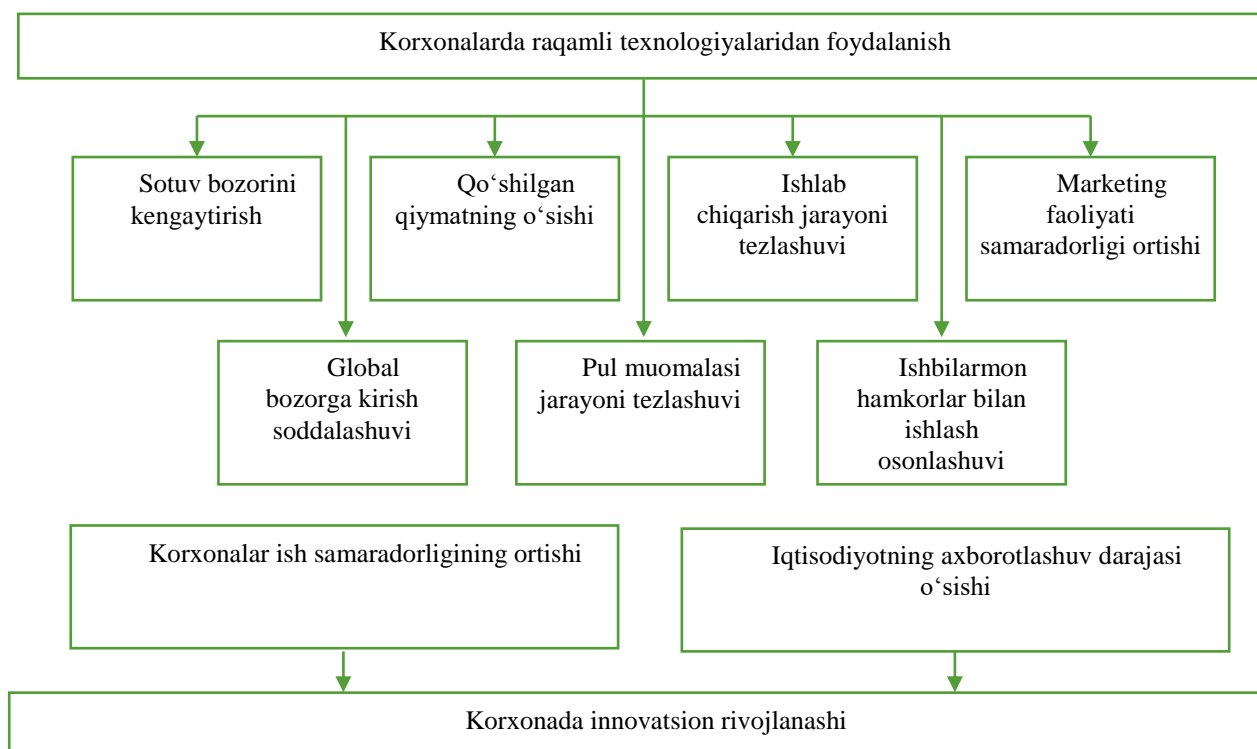 Korxonalarda raqamli texnologiyalaridan foydalanish
Sotuv bozorini
kengaytirish
Qo‘shilgan
qiymatning o‘sishi
Ishlab
chiqarish jarayoni
tezlashuvi
Marketing
faoliyati
samaradorligi ortishi
Global
bozorga kirish
soddalashuvi
Pul muomalasi
jarayoni tezlashuvi
Ishbilarmon
hamkorlar bilan
ishlash
osonlashuvi
Korxonalar ish samaradorligining ortishi
Iqtisodiyotning axborotlashuv darajasi
o‘sishi
Korxonada innovatsion rivojlanashi